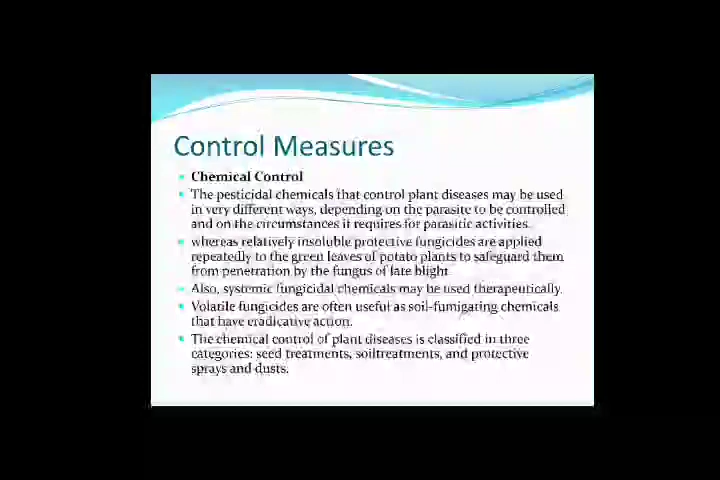 Control Measures
Chemical Control
The pesticidal chemicals that control plant diseases may be used
in very different ways, depending on the parasite to be controlled
and on the circumstances it requires for parasitic activities.
whereas relatively insoluble protective fungicides are applied
repeatedly to the green leaves of potato plants to safeguard them
from penetration by the fungus of late blight
Also, systemic fungicidal chemicals may be used therapeutically.
Volatile fungicides are often useful as soil-fumigating chemicals
that have eradicative action.
The chemical control of plant diseases is classified in three
categories: seed treatments, soiltreatments, and protective
sprays and dusts.